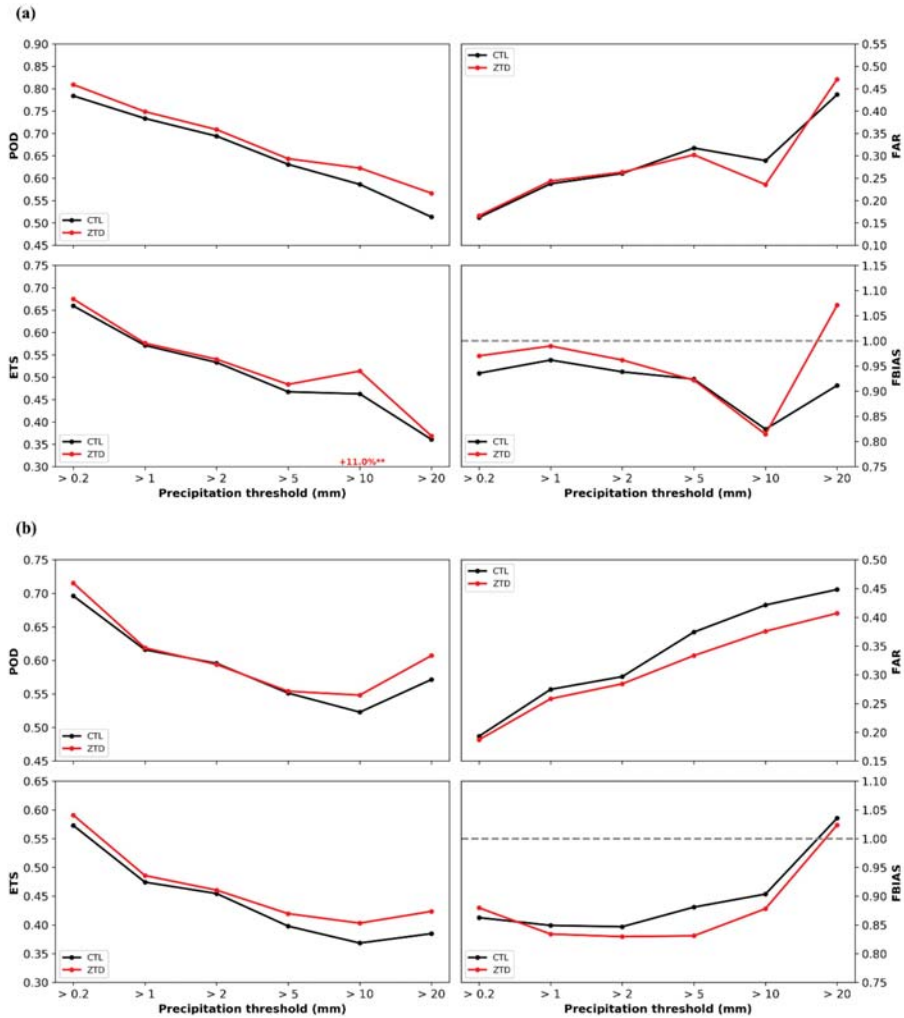 (a)
0.90
0.85
0.80
0.75
0.70
0.65
0.60
0.55
0.50
0.45
POD
CTL
ZTD
CTL
ZTD
0.55
0.50
0.45
0.40
0.35
0.30
0.25
0.20
0.15
0.10
FAR
0.75
0.70
0.65
0.60
0.55
0.50
0.45
0.40
0.35
0.30
ETS
CTL
ZTD
+11.0%**
> 0.2 > 1 > 2 > 5 > 10 > 20
Precipitation threshold (mm)
CTL
ZTD
1.15
1.10
1.05
1.00
0.95
0.90
0.85
0.80
0.75
FBIAS
> 0.2 > 1 > 2 > 5 > 10 > 20
Precipitation threshold (mm)
(b)
0.75
0.70
0.65
0.60
0.55
0.50
0.45
POD
CTL
ZTD
CTL
ZTD
0.50
0.45
0.40
0.35
0.30
0.25
0.20
0.15
FAR
0.65
0.60
0.55
0.50
0.45
0.40
0.35
0.30
ETS
CTL
ZTD
> 0.2 > 1 > 2 > 5 > 10 > 20
Precipitation threshold (mm)
CTL
ZTD
1.10
1.05
1.00
0.95
0.90
0.85
0.80
0.75
FBIAS
> 0.2 > 1 > 2 > 5 > 10 > 20
Precipitation threshold (mm)